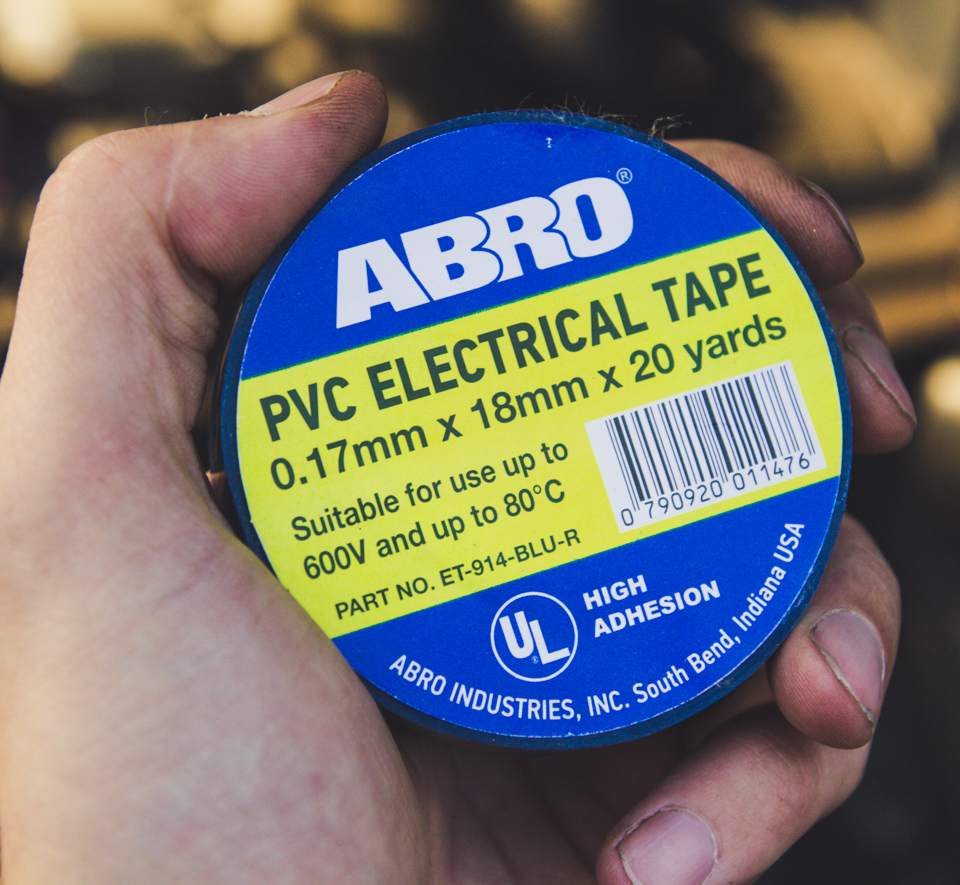 ABRO®
PVC ELECTRICAL TAPE
0.17mm x 18mm x 20 yards
Suitable for use up to
600V and up to 80°C
PART NO. ET-914-BLU-R
0 790920 011476
UL®
HIGH
ADHESION
ABRO INDUSTRIES, INC. South Bend, Indiana USA